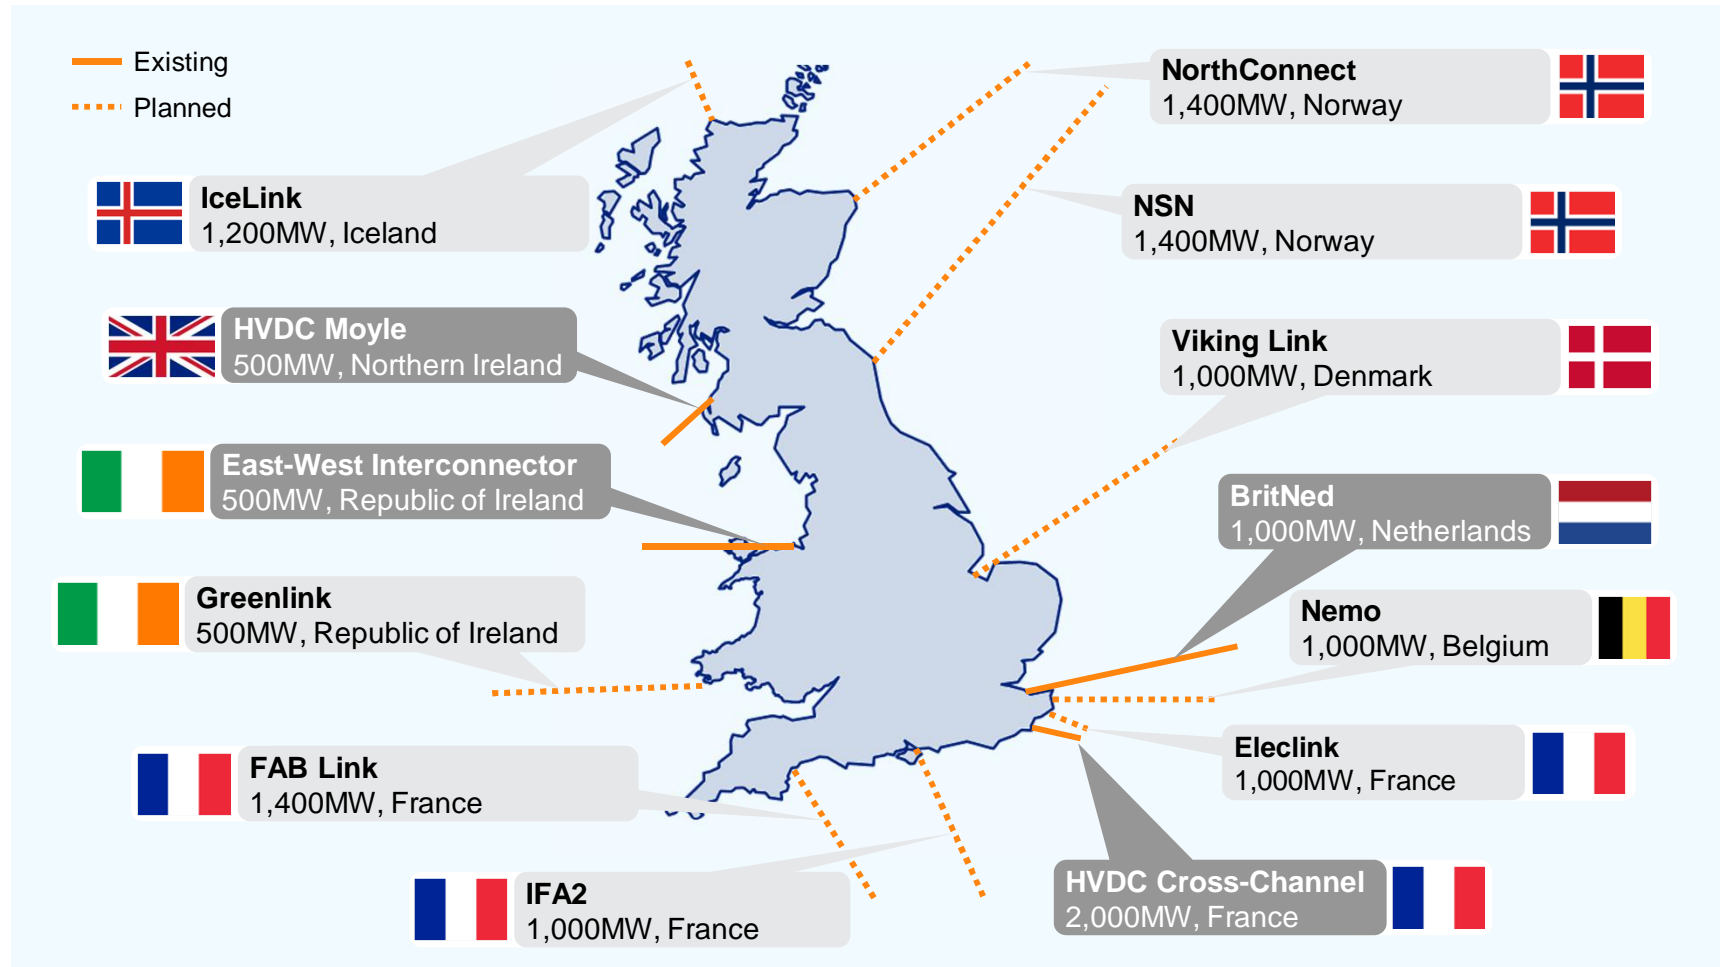 Existing
Planned
NorthConnect
1,400MW, Norway
IceLink
1,200MW, Iceland
NSN
1,400MW, Norway
HVDC Moyle
500MW, Northern Ireland
Viking Link
1,000MW, Denmark
East-West Interconnector
500MW, Republic of Ireland
BritNed
1,000MW, Netherlands
Greenlink
500MW, Republic of Ireland
Nemo
1,000MW, Belgium
FAB Link
1,400MW, France
Eleclink
1,000MW, France
IFA2
1,000MW, France
HVDC Cross-Channel
2,000MW, France